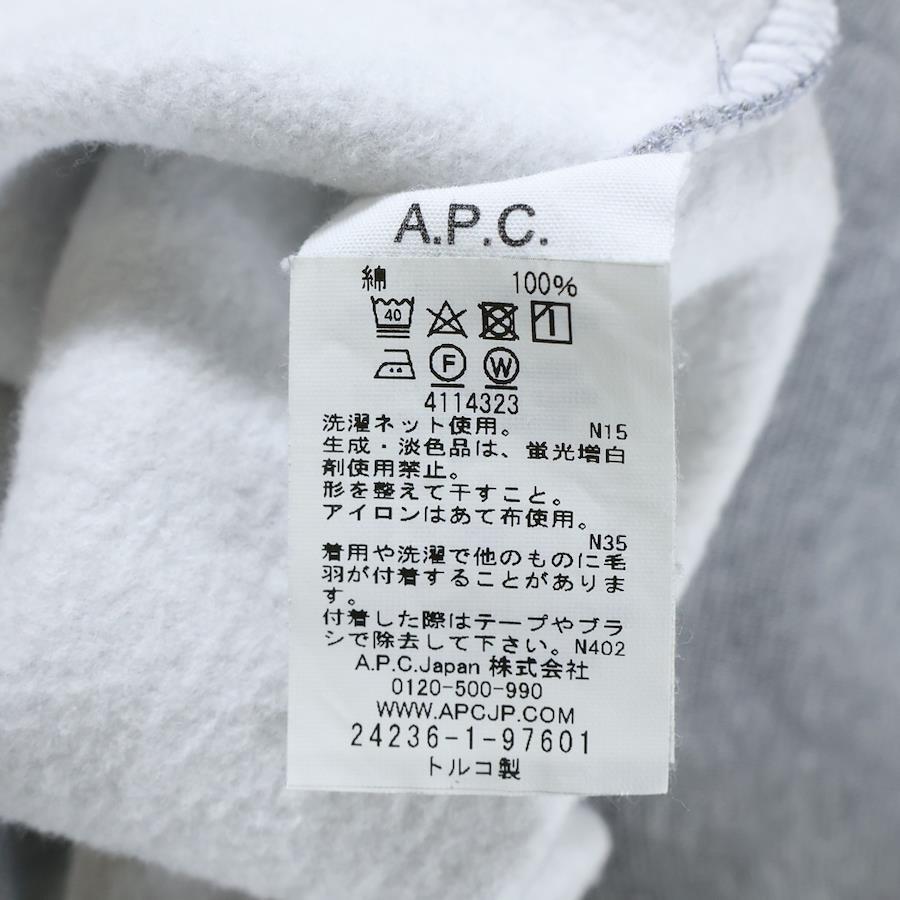 A.P.C.
綿 100%
40
F W
4114323
洗濯ネット使用。 N15
生成・淡色品は、蛍光増白
剤使用禁止。
形を整えて干すこと。
アイロンはあて布使用。
N35
着用や洗濯で他のものに毛
羽が付着することがありま
す。
付着した際はテープやブラ
シで除去して下さい。N402
A.P.C.Japan 株式会社
0120-500-990
WWW.APCJP.COM
24236-1-97601
トルコ製